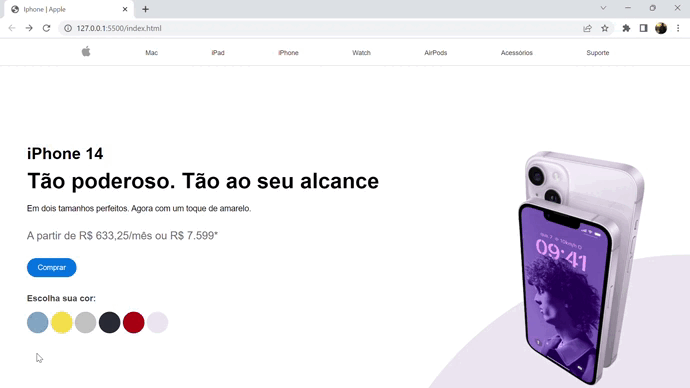 Iphone | Apple
127.0.0.1:5500/index.html
Mac
iPad
iPhone
Watch
AirPods
Acessórios
Suporte
iPhone 14
Tão poderoso. Tão ao seu alcance
Em dois tamanhos perfeitos. Agora com um toque de amarelo.
A partir de R$ 633,25/mês ou R$ 7.599*
Comprar
Escolha sua cor:
09:41